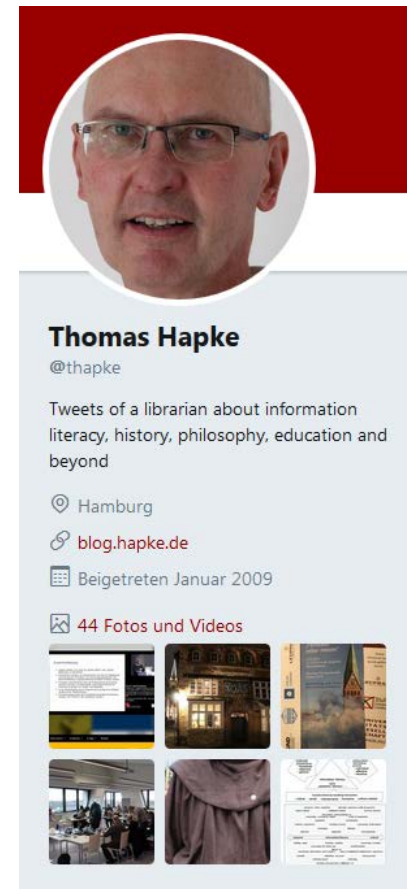 Thomas Hapke
@thapke
Tweets of a librarian about information
literacy, history, philosophy, education and
beyond
Hamburg
blog.hapke.de
Beigetreten Januar 2009
44 Fotos und Videos